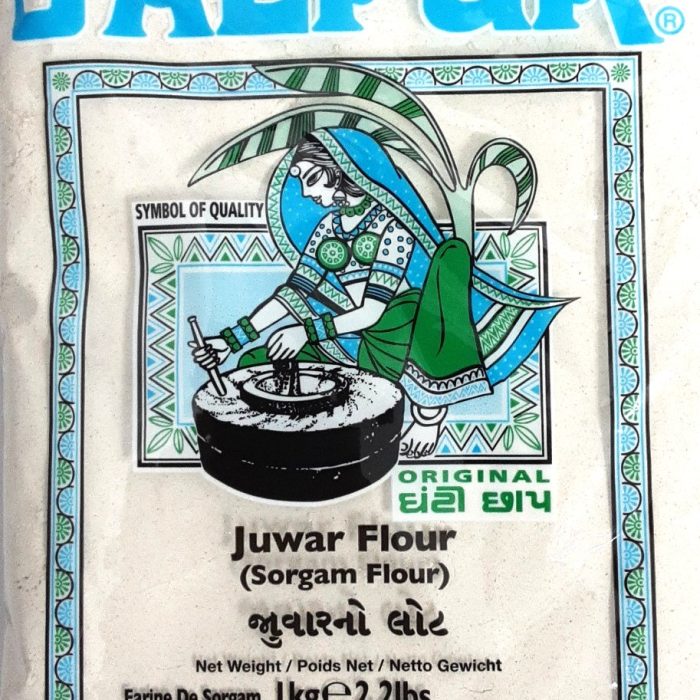 JALPUR ®
SYMBOL OF QUALITY
ORIGINAL
ઘંટી છાપ
Juwar Flour
(Sorgam Flour)
જુવારનો લોટ
Net Weight / Poids Net / Netto Gewicht
Farine De Sorgam 1kg℮2.2lbs